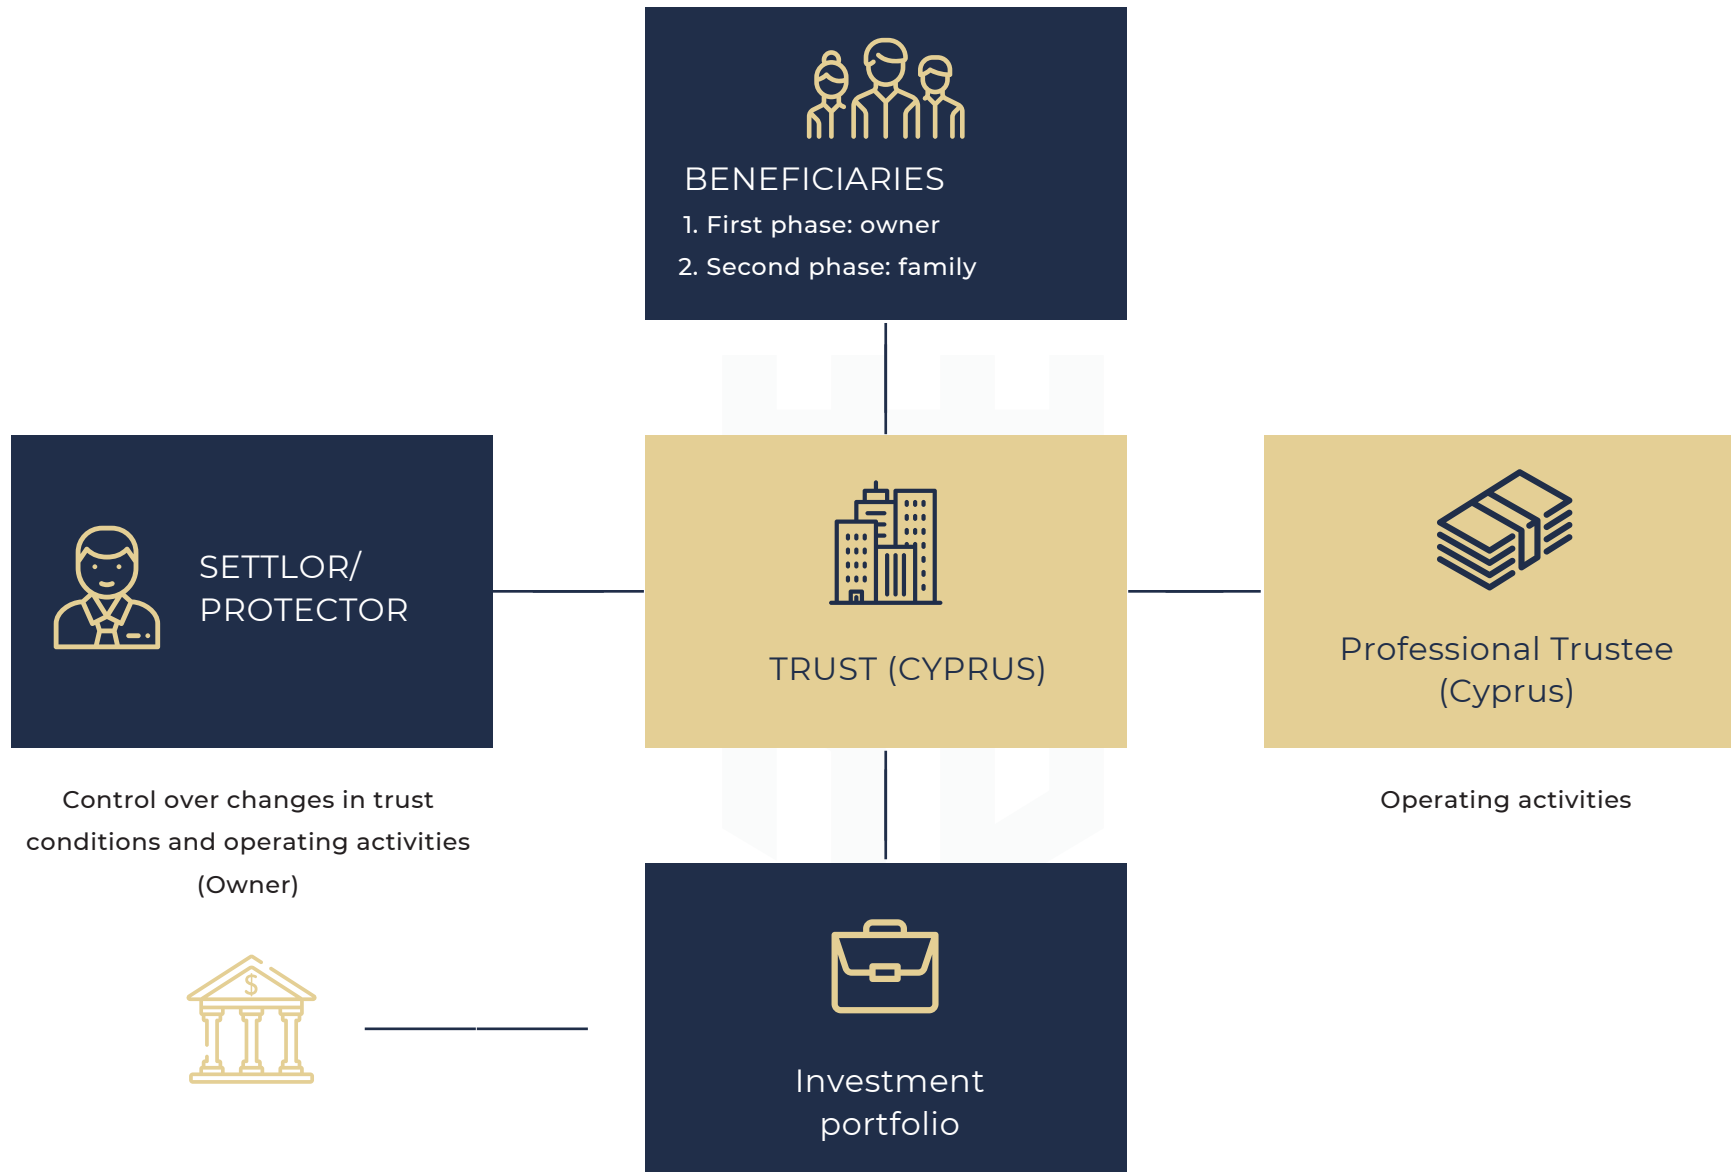 BENEFICIARIES
1. First phase: owner
2. Second phase: family
SETTLOR/
PROTECTOR
TRUST (CYPRUS)
Professional Trustee
(Cyprus)
Control over changes in trust
conditions and operating activities
(Owner)
Operating activities
$
Investment
portfolio